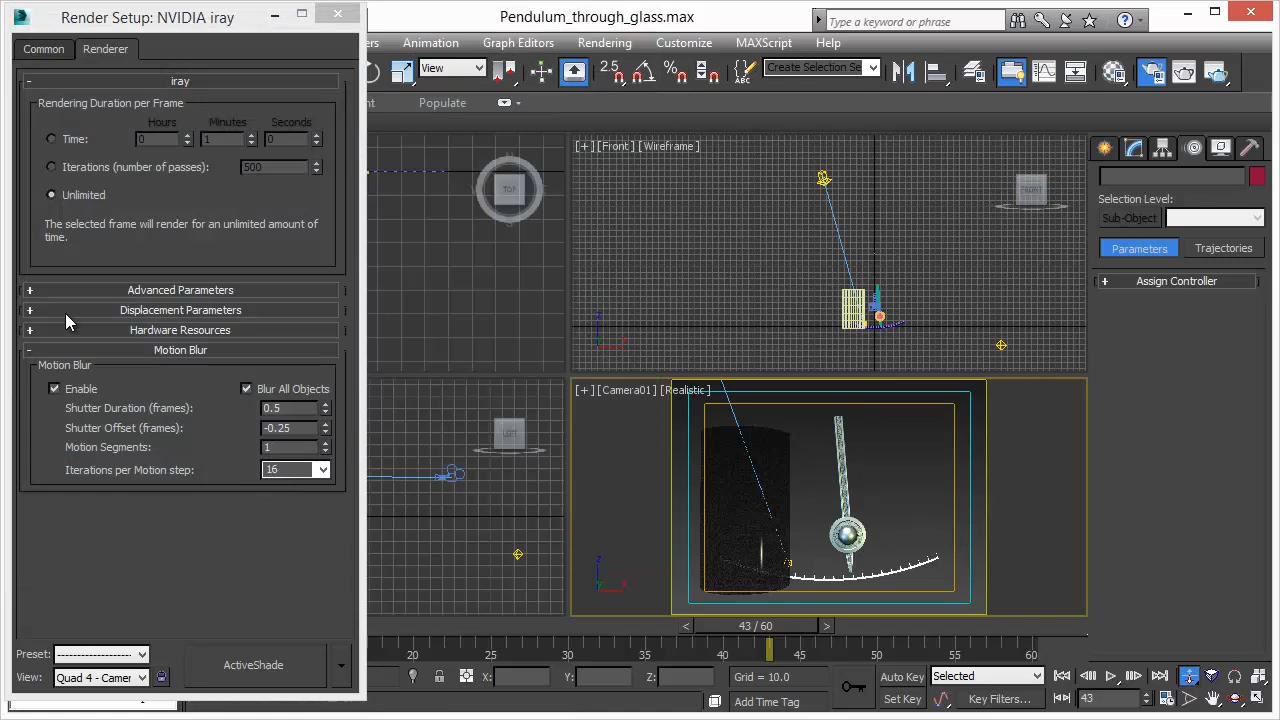 Render Setup: NVIDIA iray
Pendulum_through_glass.max
Type a keyword or phrase
Common
Renderer
Animation
Graph Editors
Rendering
Customize
MAXScript
Help
View
2.5
Create Selection Se
Populate
iray
Rendering Duration per Frame
Hours
Minutes
Seconds
Time:
0
1
0
Iterations (number of passes):
500
Unlimited
The selected frame will render for an unlimited amount of
time.
Advanced Parameters
Displacement Parameters
Hardware Resources
Motion Blur
Motion Blur
Enable
Blur All Objects
Shutter Duration (frames):
0.5
Shutter Offset (frames):
-0.25
Motion Segments:
1
Iterations per Motion step:
16
Preset:
View:
Quad 4 - Camer
ActiveShade
TOP
[+][Front][Wireframe]
FRONT
LEFT
[+][Camera01][Realistic]
Selection Level:
Sub-Object
Parameters
Trajectories
Assign Controller
43 / 60
20
25
30
35
40
45
50
55
60
X:
Y:
Z:
Grid = 10.0
Add Time Tag
Auto Key
Selected
Set Key
Key Filters...
43